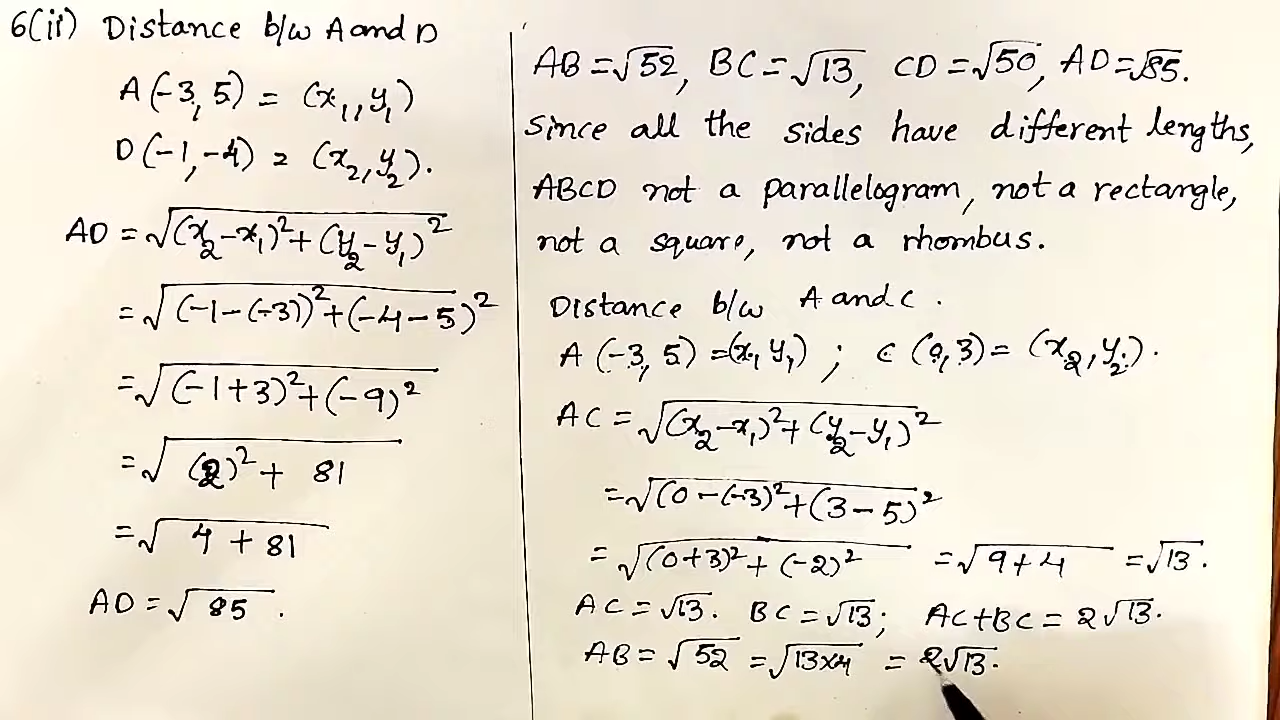 6(ii) Distance b/w A and D
A(-3, 5) = (x₁, y₁)
D(-1, -4) = (x₂, y₂).
AD = √(x₂-x₁)²+(y₂-y₁)²
= √(-1-(-3))²+(-4-5)²
= √(-1+3)²+(-9)²
= √(2)²+ 81
= √4 + 81
AD = √85.
AB = √52, BC = √13, CD = √50, AD = √85.
Since all the sides have different lengths,
ABCD not a parallelogram, not a rectangle,
not a square, not a rhombus.
Distance b/w A and C.
A (-3, 5) = (x₁ y₁) ; C (0, 3) = (x₂, y₂).
AC = √(x₂-x₁)²+(y₂-y₁)²
= √(0-(-3)²+(3-5)²
= √(0+3)²+(-2)² = √9+4 = √13.
AC = √13. BC = √13; AC+BC = 2√13.
AB = √52 = √13×4 = 2√13.